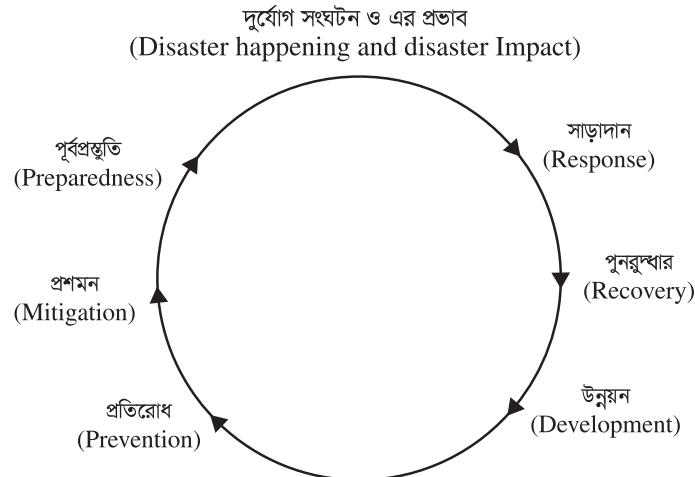 দুর্যোগ সংঘটন ও এর প্রভাব
(Disaster happening and disaster Impact)
সাড়াদান
(Response)
পুনরুদ্ধার
(Recovery)
উন্নয়ন
(Development)
প্রতিরোধ
(Prevention)
প্রশমন
(Mitigation)
পূর্বপ্রস্তুতি
(Preparedness)